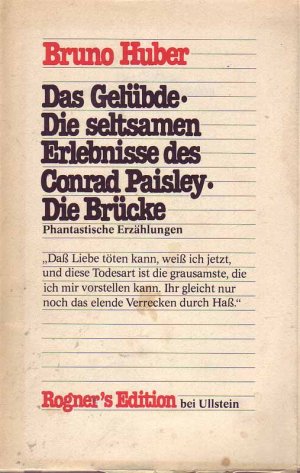 Bruno Huber
Das Gelübde·
Die seltsamen
Erlebnisse des
Conrad Paisley·
Die Brücke
Phantastische Erzählungen
„Daß Liebe töten kann, weiß ich jetzt,
und diese Todesart ist die grausamste, die
ich mir vorstellen kann. Ihr gleicht nur
noch das elende Verrecken durch Haß.“
Rogner's Edition bei Ullstein